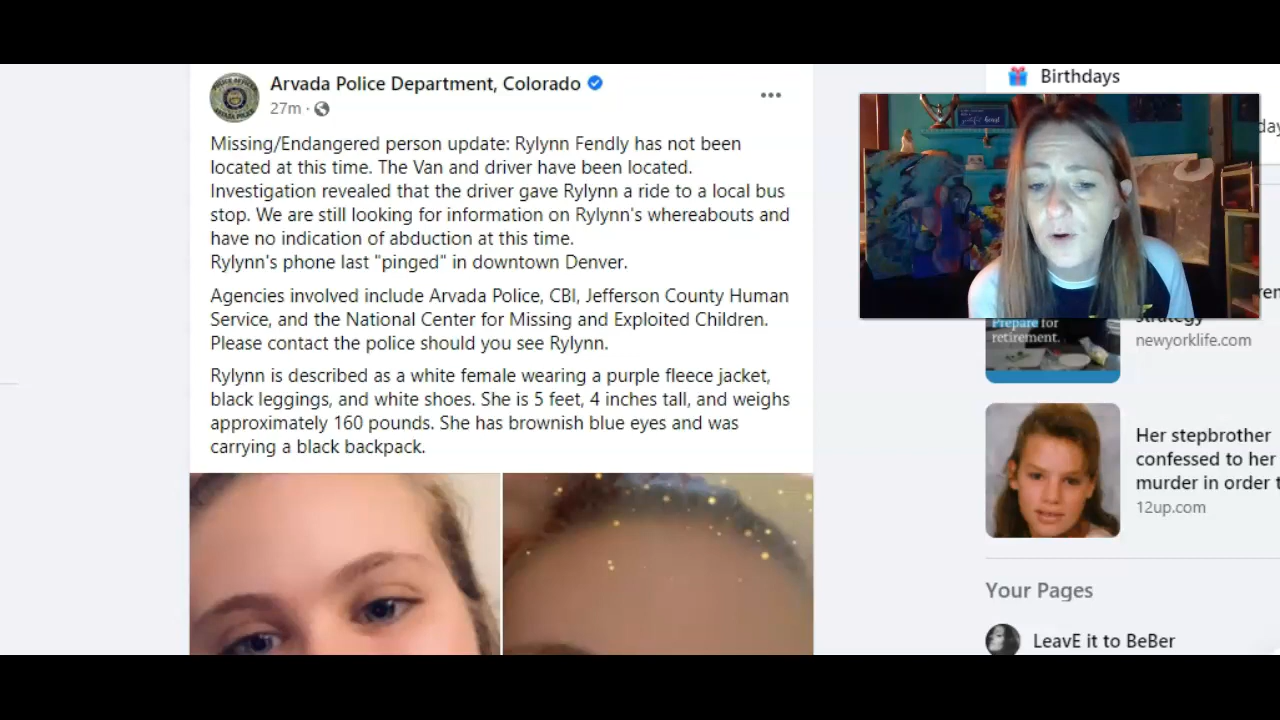 Arvada Police Department, Colorado
27m ·
Missing/Endangered person update: Rylynn Fendly has not been
located at this time. The Van and driver have been located.
Investigation revealed that the driver gave Rylynn a ride to a local bus
stop. We are still looking for information on Rylynn's whereabouts and
have no indication of abduction at this time.
Rylynn's phone last "pinged" in downtown Denver.
Agencies involved include Arvada Police, CBI, Jefferson County Human
Service, and the National Center for Missing and Exploited Children.
Please contact the police should you see Rylynn.
Rylynn is described as a white female wearing a purple fleece jacket,
black leggings, and white shoes. She is 5 feet, 4 inches tall, and weighs
approximately 160 pounds. She has brownish blue eyes and was
carrying a black backpack.
Birthdays
Prepare for
retirement.
strategy
newyorklife.com
Her stepbrother
confessed to her
murder in order t
12up.com
Your Pages
LeavE it to BeBer